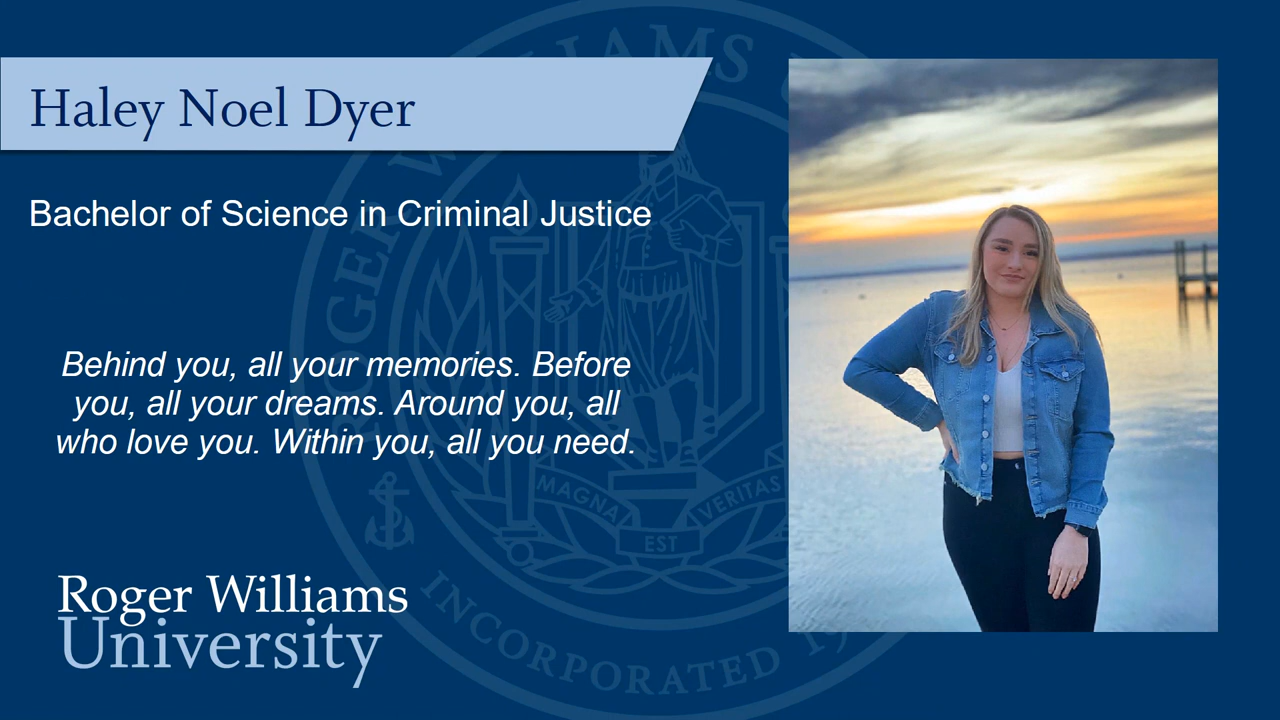 Haley Noel Dyer
Bachelor of Science in Criminal Justice
Behind you, all your memories. Before
you, all your dreams. Around you, all
who love you. Within you, all you need.
MAGNA EST VERITAS
INCORPORATED
Roger Williams
University